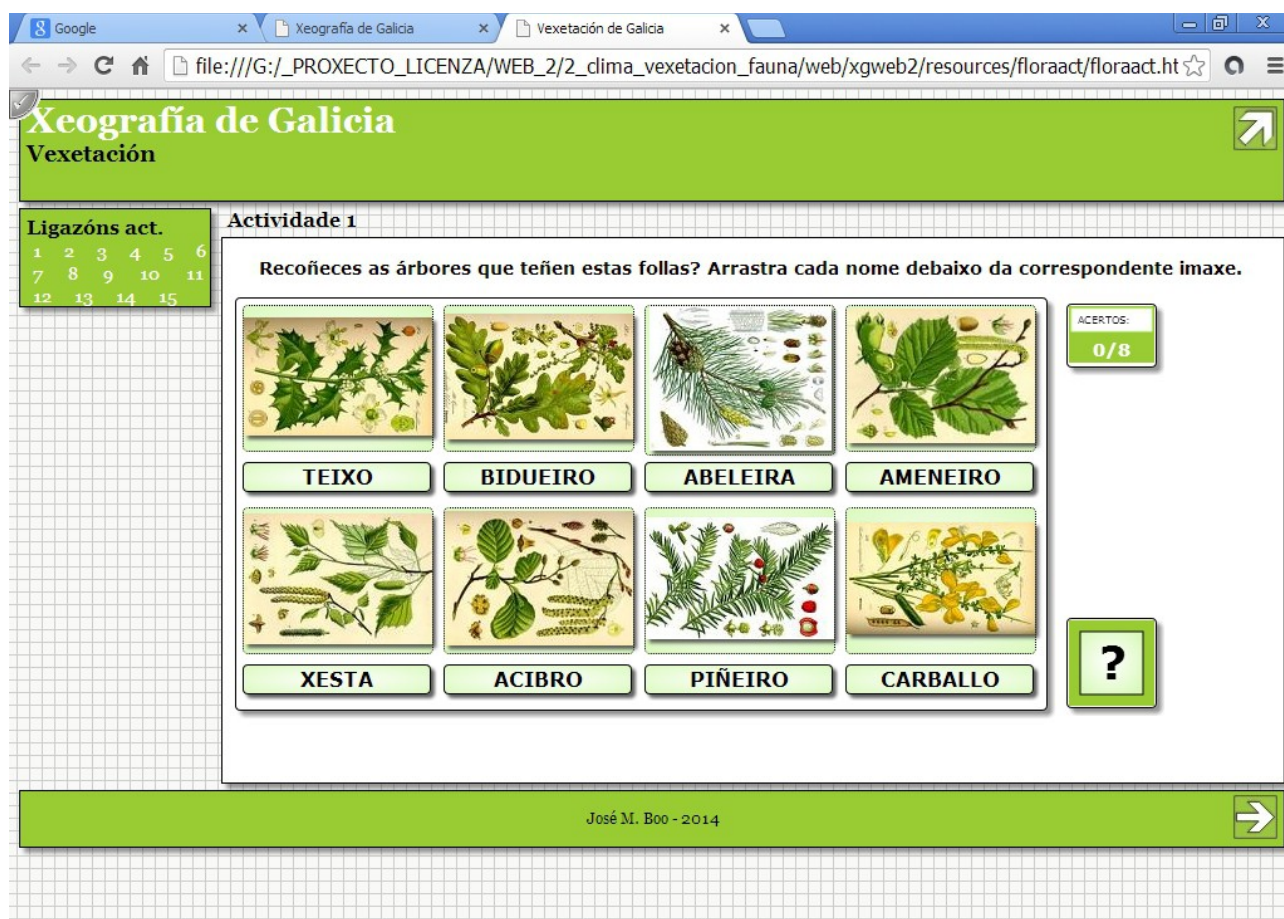 Google
Xeografía de Galicia
Vexetación de Galicia
file:///G:/_PROXECTO_LICENZA/WEB_2/2_clima_vexetacion_fauna/web/xgweb2/resources/floraact/floraact.ht
Xeografía de Galicia
Vexetación
Ligazóns act.
1 2 3 4 5 6
7 8 9 10 11
12 13 14 15
Actividade 1
Recoñeces as árbores que teñen estas follas? Arrastra cada nome debaixo da correspondente imaxe.
ACERTOS:
0/8
TEIXO BIDUEIRO ABELEIRA AMENEIRO
XESTA ACIBRO PIÑEIRO CARBALLO
?
José M. Boo - 2014